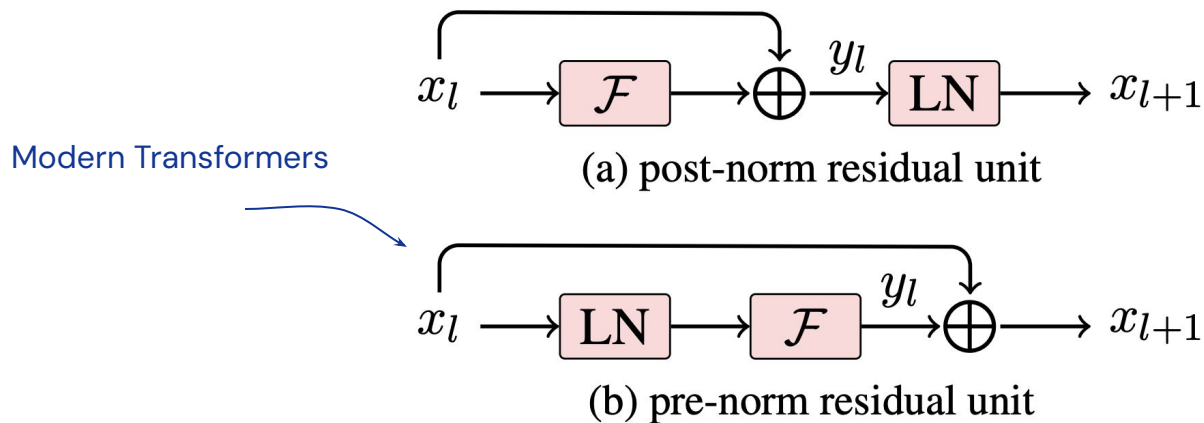 x_l F ⊕ y_l LN x_{l+1}
(a) post-norm residual unit
Modern Transformers
x_l LN F y_l ⊕ x_{l+1}
(b) pre-norm residual unit